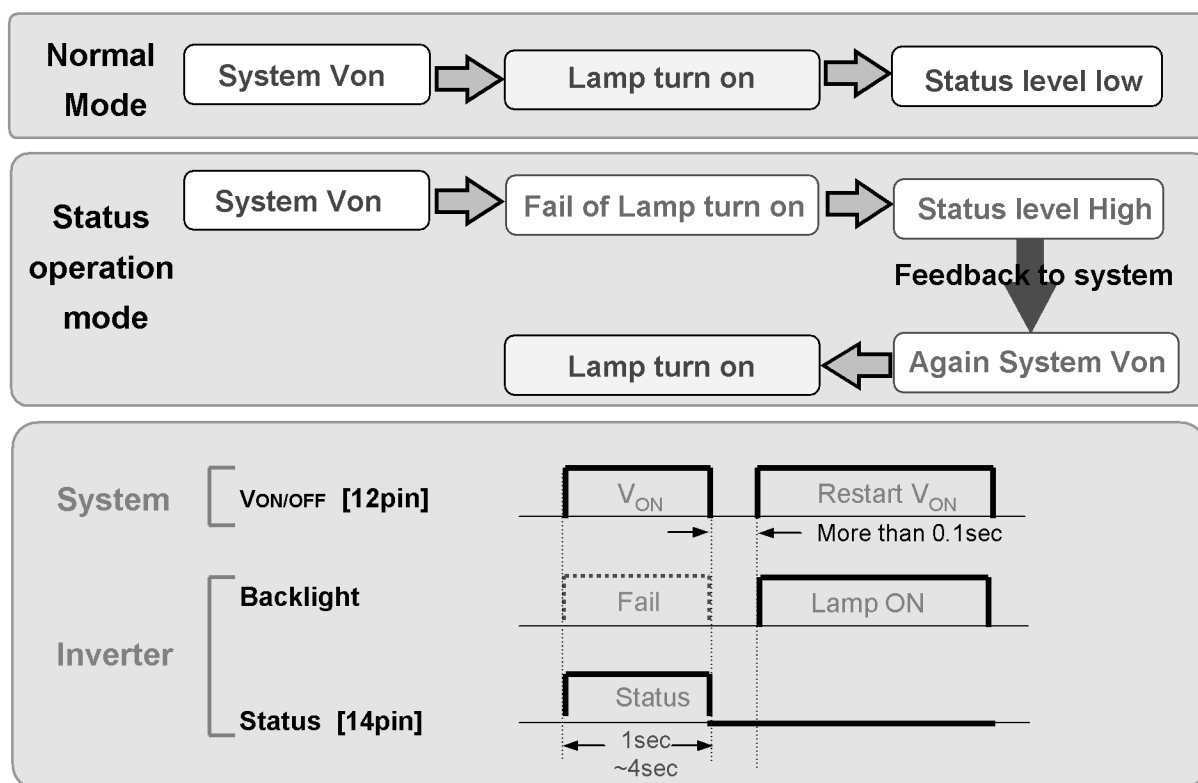 Normal
Mode
System Von
Lamp turn on
Status level low
Status
operation
mode
System Von
Fail of Lamp turn on
Status level High
Feedback to system
Again System Von
Lamp turn on
System
VON/OFF [12pin]
VON
Restart VON
More than 0.1sec
Inverter
Backlight
Fail
Lamp ON
Status [14pin]
Status
1sec
~4sec